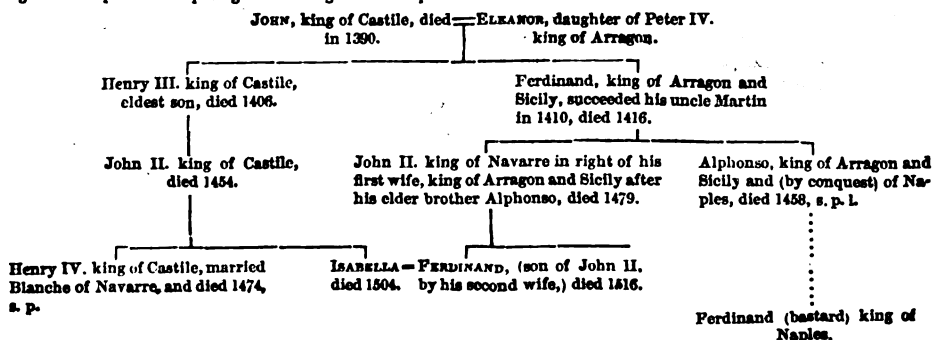 JOHN, king of Castile, died
in 1390.
ELEANOR, daughter of Peter IV.
king of Arragon.
Henry III. king of Castile,
eldest son, died 1406.
Ferdinand, king of Arragon and
Sicily, succeeded his uncle Martin
in 1410, died 1416.
John II. king of Castile,
died 1454.
John II. king of Navarre in right of his
first wife, king of Arragon and Sicily after
his elder brother Alphonso, died 1479.
Alphonso, king of Arragon and
Sicily and (by conquest) of Na-
ples, died 1458, s. p. l.
Henry IV. king of Castile, married
Blanche of Navarre, and died 1474,
s. p.
ISABELLA = FERDINAND, (son of John II.
died 1504. by his second wife,) died 1516.
Ferdinand (bastard) king of
Naples.